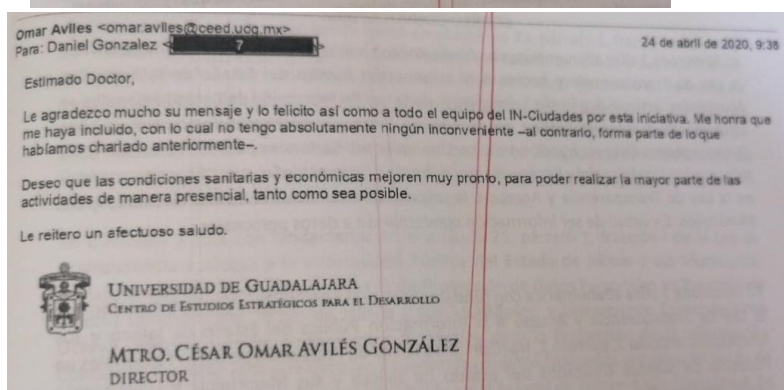 Omar Aviles <omar.aviles@ceed.udg.mx>
Para: Daniel Gonzalez < 7 >
24 de abril de 2020, 9:38
Estimado Doctor,
Le agradezco mucho su mensaje y lo felicito así como a todo el equipo del IN-Ciudades por esta iniciativa. Me honra que
me haya incluido, con lo cual no tengo absolutamente ningún inconveniente –al contrario, forma parte de lo que
habíamos charlado anteriormente–.
Deseo que las condiciones sanitarias y económicas mejoren muy pronto, para poder realizar la mayor parte de las
actividades de manera presencial, tanto como sea posible.
Le reitero un afectuoso saludo.
UNIVERSIDAD DE GUADALAJARA
CENTRO DE ESTUDIOS ESTRATÉGICOS PARA EL DESARROLLO
MTRO. CÉSAR OMAR AVILÉS GONZÁLEZ
DIRECTOR